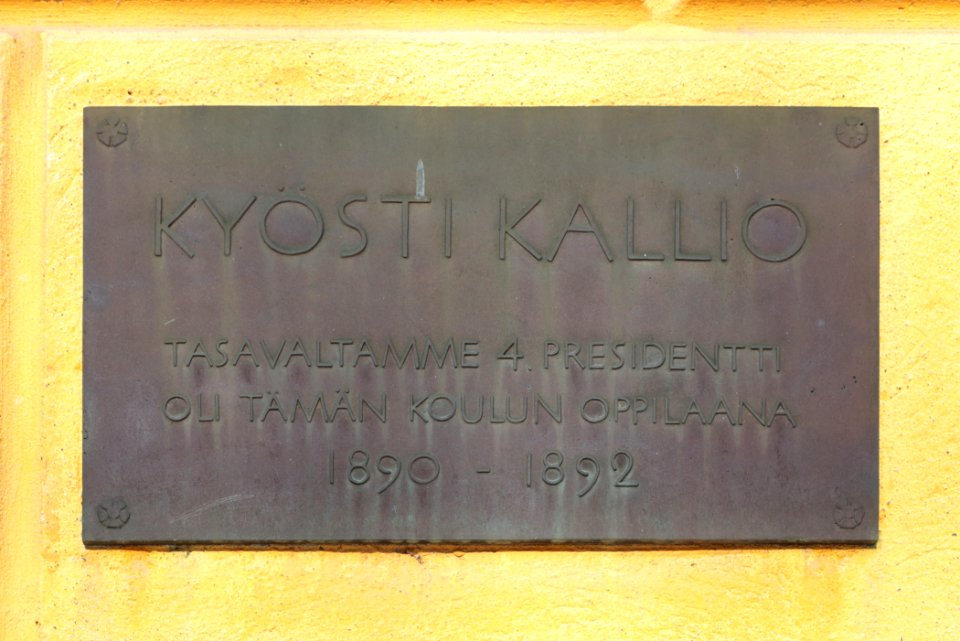 KYÖSTI KALLIO
TASAVALTAMME 4. PRESIDENTTI
OLI TÄMÄN KOULUN OPPILAANA
1890 - 1892